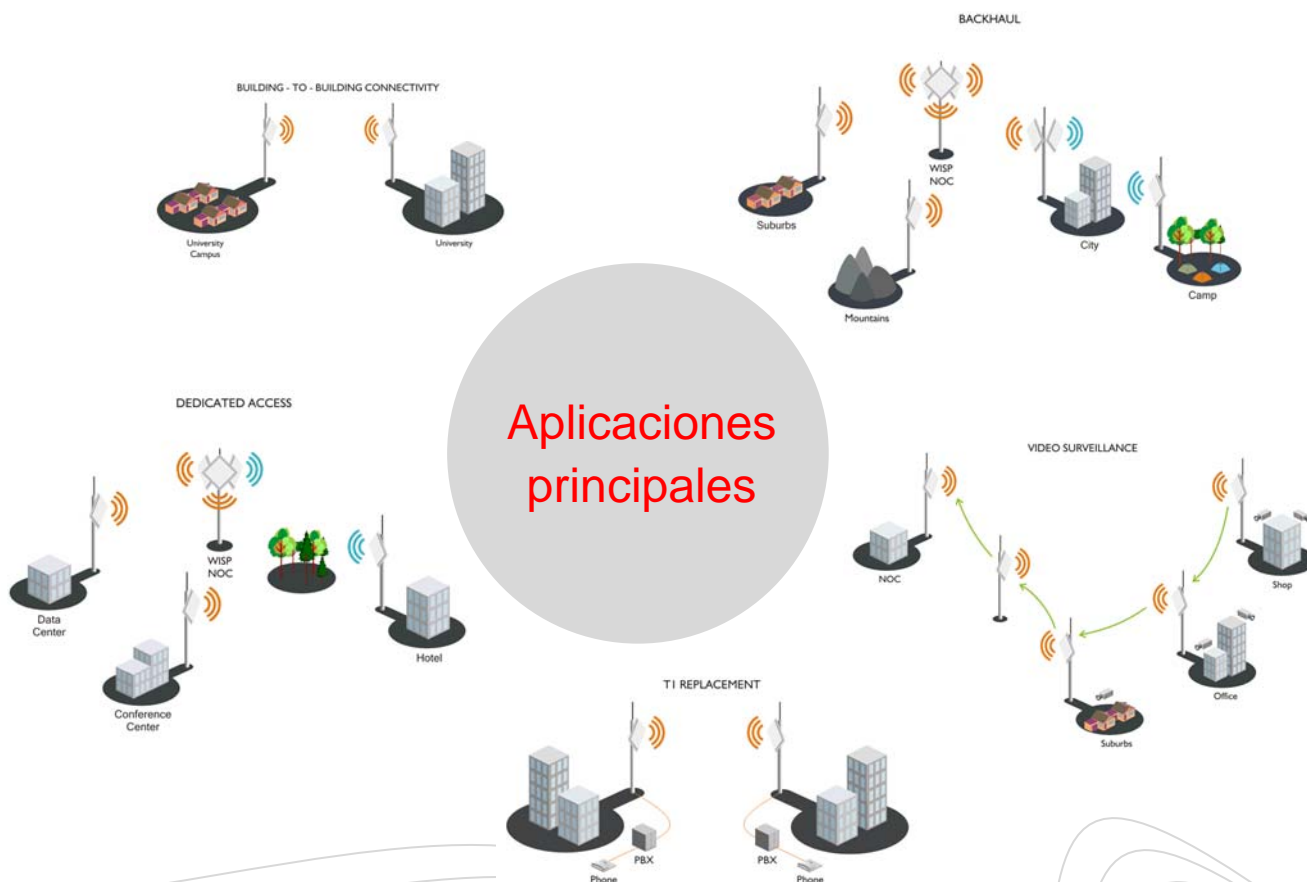 BACKHAUL
BUILDING - TO - BUILDING CONNECTIVITY
WISP
NOC
Suburbs
University
Campus
University
City
Camp
Mountains
Aplicaciones
principales
DEDICATED ACCESS
WISP
NOC
Data
Center
Hotel
Conference
Center
VIDEO SURVEILLANCE
NOC
Shop
Office
Suburbs
T1 REPLACEMENT
PBX
Phone
PBX
Phone